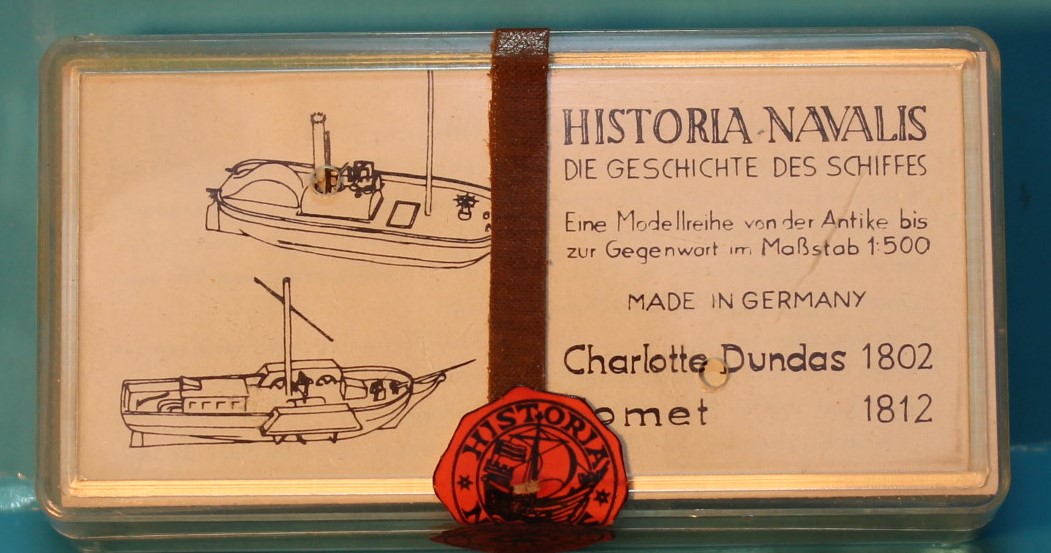 HISTORIA NAVALIS
DIE GESCHICHTE DES SCHIFFES
Eine Modellreihe von der Antike bis
zur Gegenwart im Maßstab 1:500
MADE IN GERMANY
Charlotte Dundas 1802
omet 1812
HISTORIA